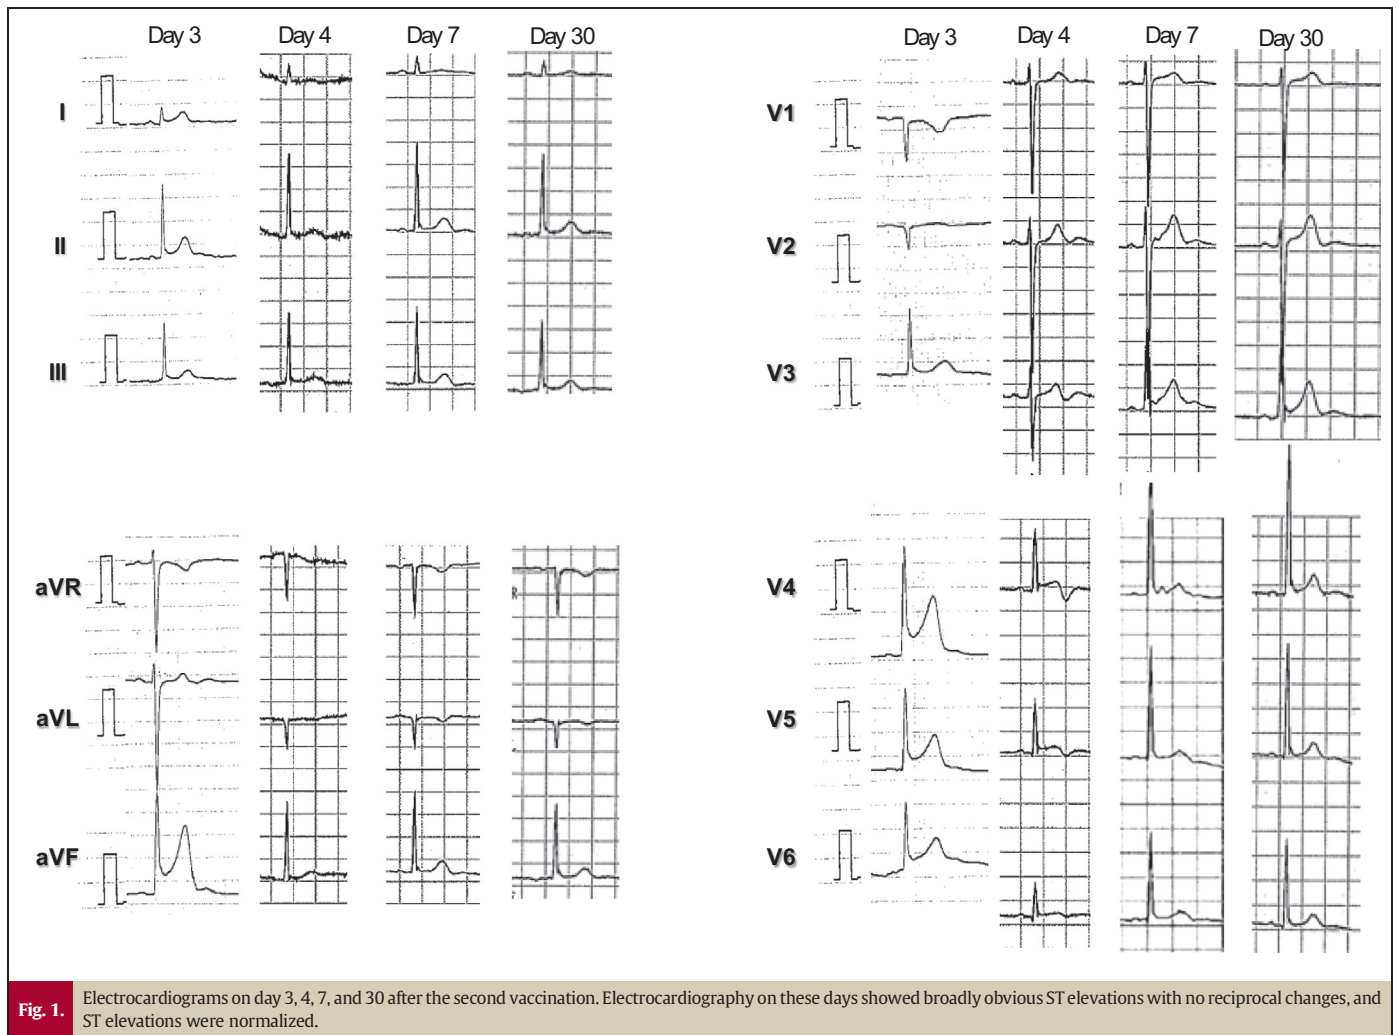 Day 3 Day 4 Day 7 Day 30
I
II
III
aVR
aVL
aVF
Day 3 Day 4 Day 7 Day 30
V1
V2
V3
V4
V5
V6
Fig. 1.
Electrocardiograms on day 3, 4, 7, and 30 after the second vaccination. Electrocardiography on these days showed broadly obvious ST elevations with no reciprocal changes, and
ST elevations were normalized.